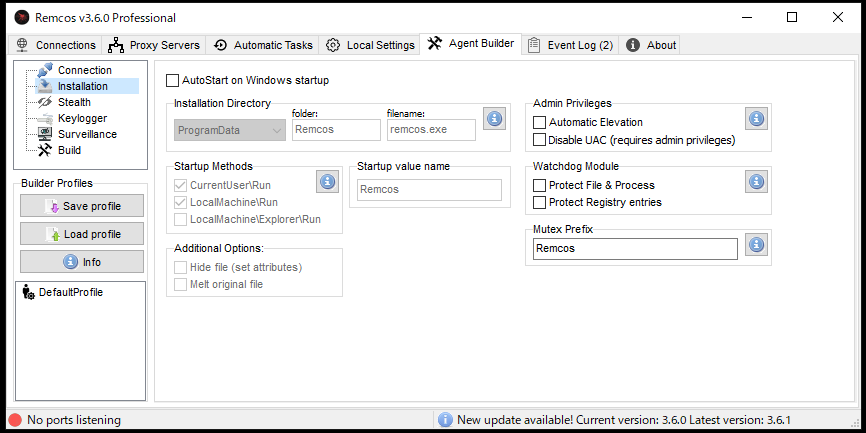 Remcos v3.6.0 Professional
Connections Proxy Servers Automatic Tasks Local Settings Agent Builder Event Log (2) About
Connection
Installation
Stealth
Keylogger
Surveillance
Build
Builder Profiles
Save profile
Load profile
Info
DefaultProfile
AutoStart on Windows startup
Installation Directory
folder:
filename:
ProgramData
Remcos
remcos.exe
Startup Methods
CurrentUser\Run
LocalMachine\Run
LocalMachine\Explorer\Run
Startup value name
Remcos
Additional Options:
Hide file (set attributes)
Melt original file
Admin Privileges
Automatic Elevation
Disable UAC (requires admin privileges)
Watchdog Module
Protect File & Process
Protect Registry entries
Mutex Prefix
Remcos
No ports listening
New update available! Current version: 3.6.0 Latest version: 3.6.1